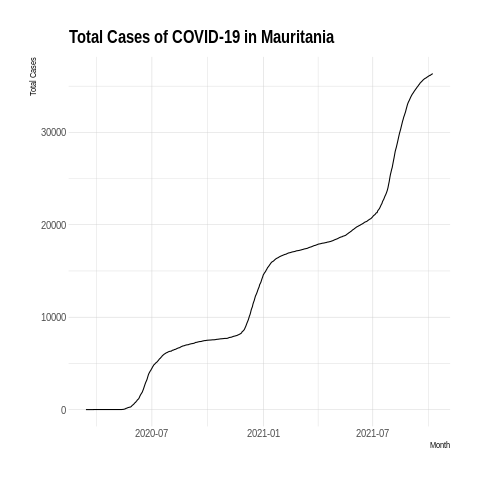 Total Cases of COVID-19 in Mauritania
Total Cases
30000
20000
10000
0
2020-07 2021-01 2021-07
Month